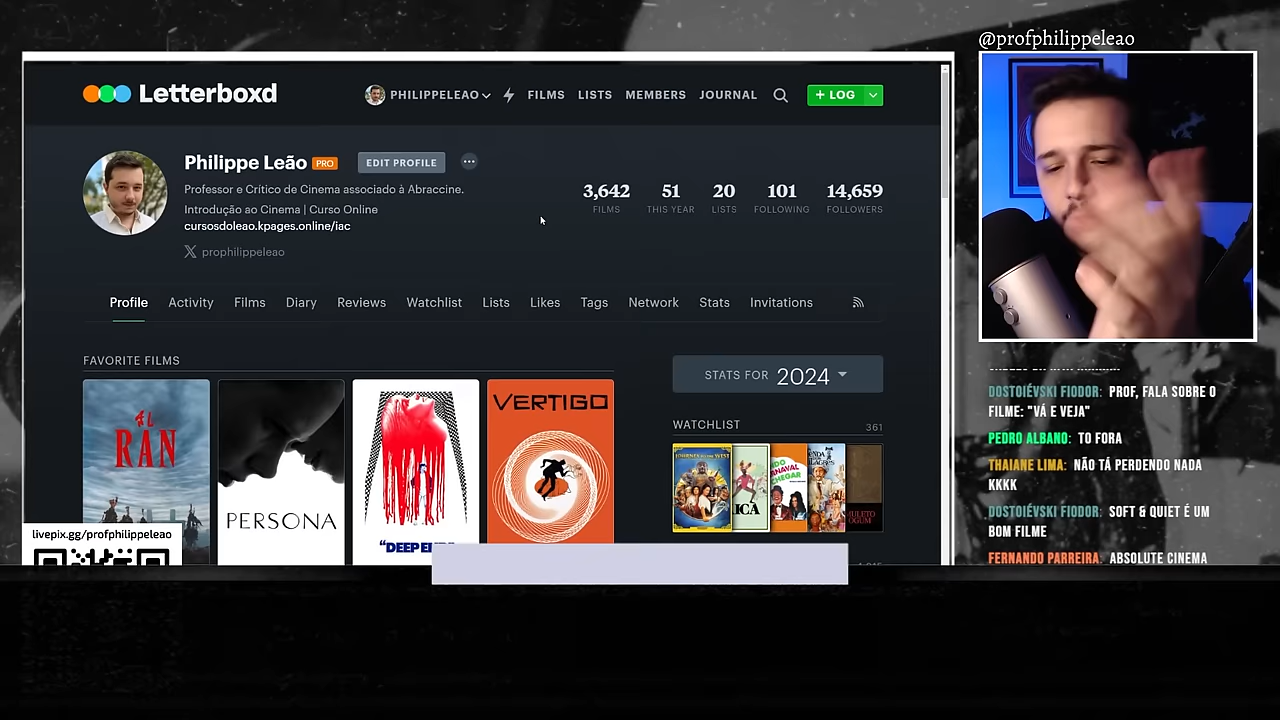 @profphilippeleao
Letterboxd
PHILIPPELEAO
FILMS
LISTS
MEMBERS
JOURNAL
+ LOG
Philippe Leão PRO
EDIT PROFILE
Professor e Crítico de Cinema associado à Abraccine.
Introdução ao Cinema | Curso Online
cursosdoleao.kpages.online/iac
prophilippeleao
3,642 51 20 101 14,659
FILMS THIS YEAR LISTS FOLLOWING FOLLOWERS
Profile Activity Films Diary Reviews Watchlist Lists Likes Tags Network Stats Invitations
FAVORITE FILMS
RAN
PERSONA
VERTIGO
STATS FOR 2024
WATCHLIST 361
livepix.gg/profphilippeleao
DOSTOIÉVSKI FIODOR: PROF, FALA SOBRE O
FILME: "VÁ E VEJA"
PEDRO ALBANO: TO FORA
THAIANE LIMA: NÃO TÁ PERDENDO NADA
KKKK
DOSTOIÉVSKI FIODOR: SOFT & QUIET É UM
BOM FILME
FERNANDO PARREIRA: ABSOLUTE CINEMA